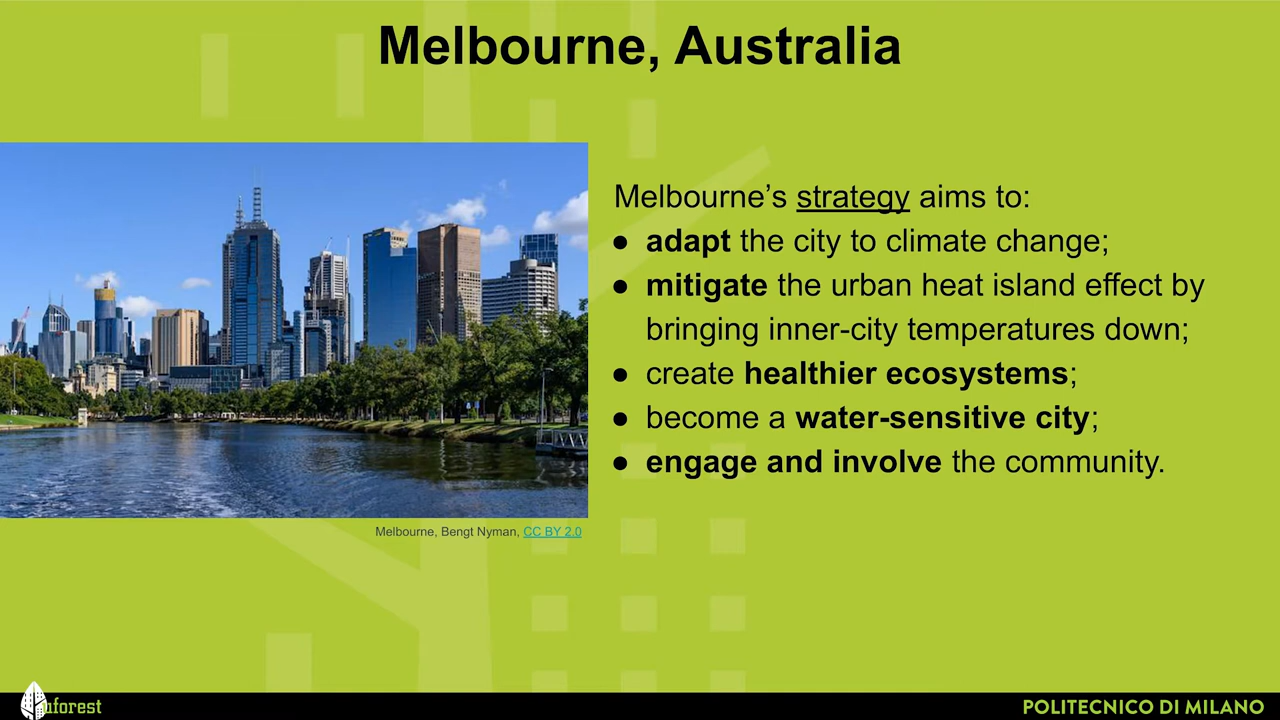 Melbourne, Australia
Melbourne’s strategy aims to:
● adapt the city to climate change;
● mitigate the urban heat island effect by
bringing inner-city temperatures down;
● create healthier ecosystems;
● become a water-sensitive city;
● engage and involve the community.
Melbourne, Bengt Nyman, CC BY 2.0
uforest
POLITECNICO DI MILANO